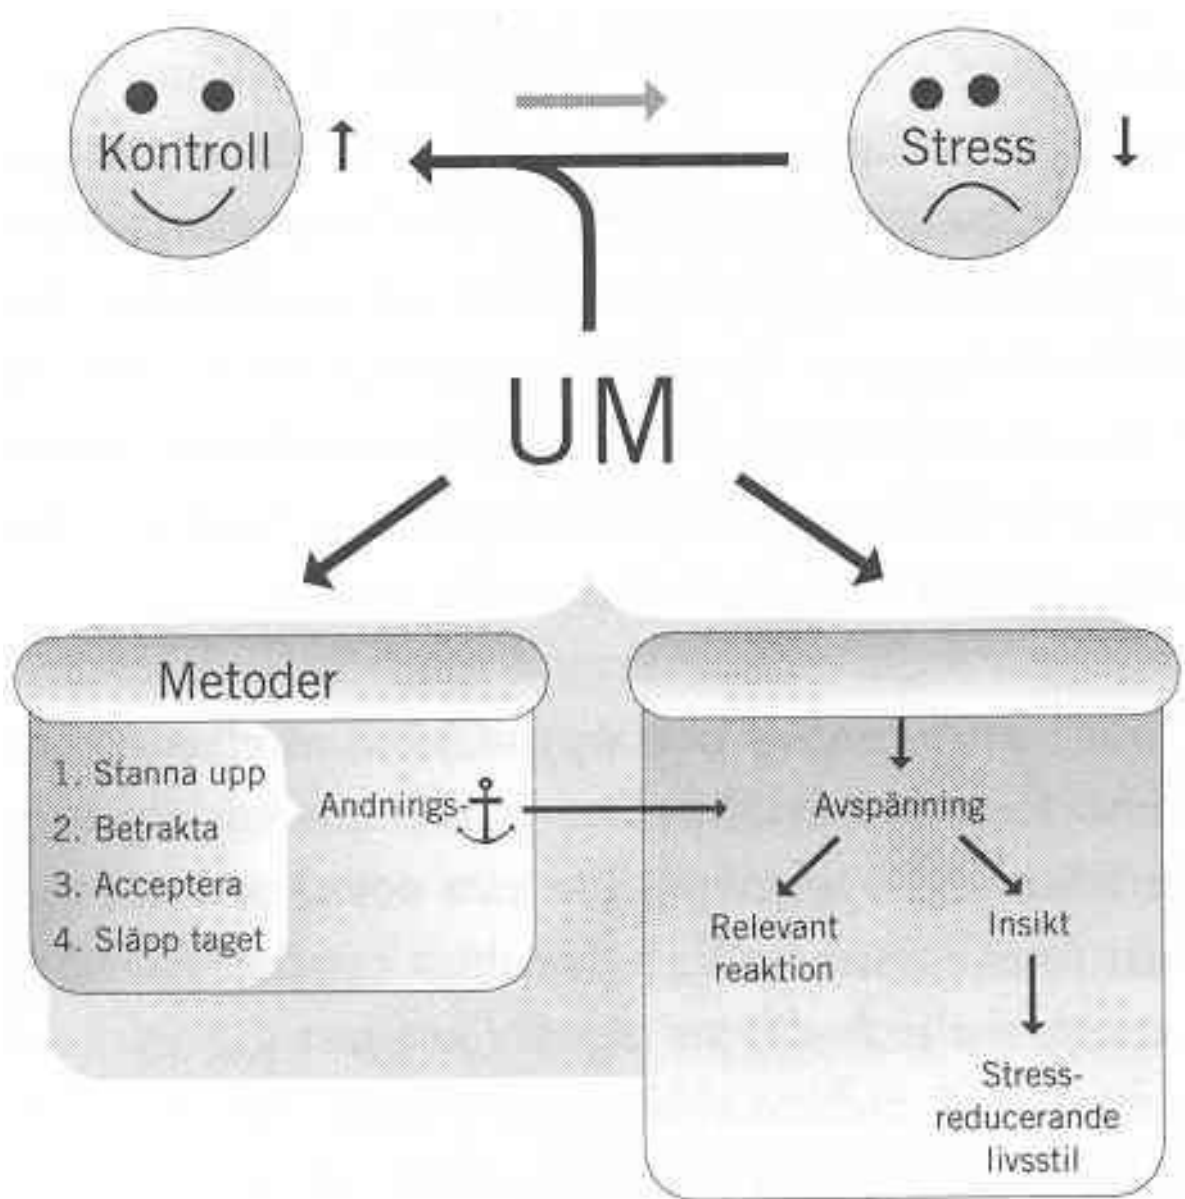 Kontroll
Stress
UM
Metoder
1. Stanna upp
2. Betrakta
3. Acceptera
4. Släpp taget
Andnings-
Avspänning
Relevant
reaktion
Insikt
Stress-
reducerande
livsstil